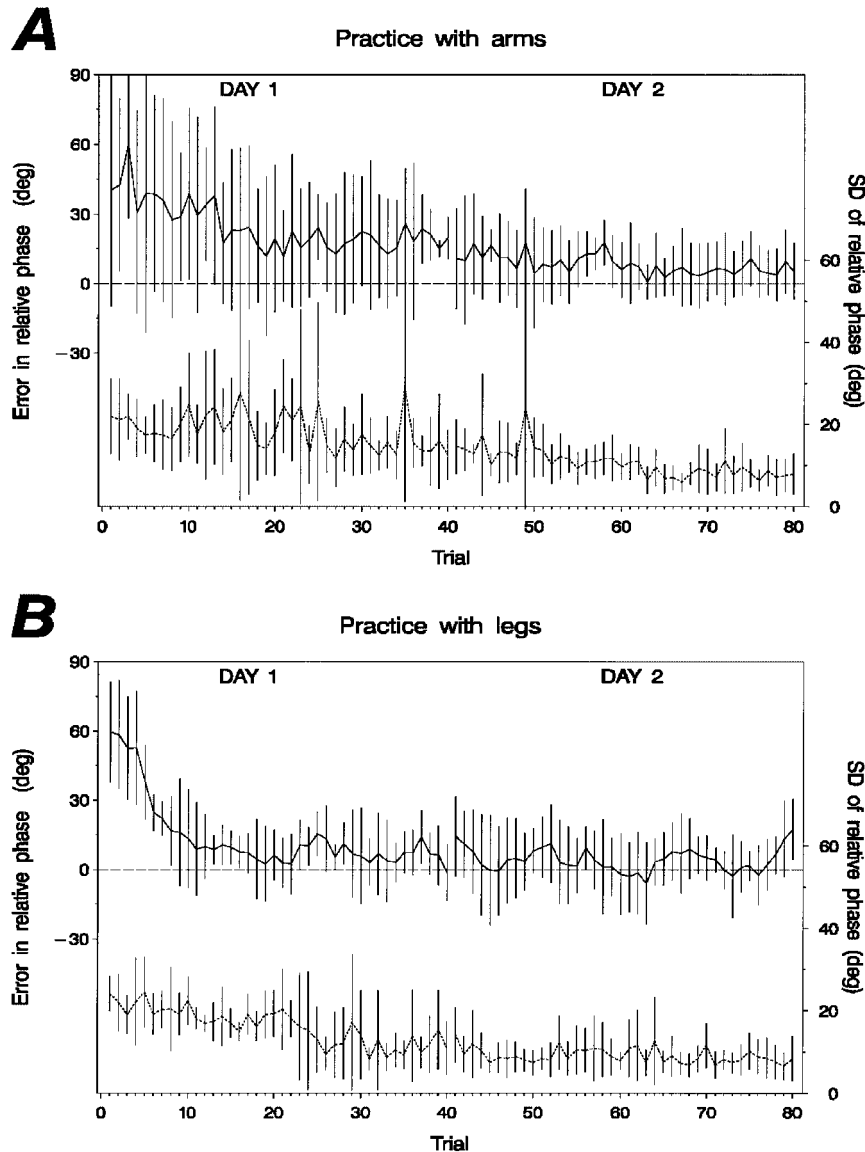 A
Practice with arms
DAY 1
DAY 2
Error in relative phase (deg)
90
60
30
0
−30
SD of relative phase (deg)
60
40
20
0
0 10 20 30 40 50 60 70 80
Trial
B
Practice with legs
DAY 1
DAY 2
Error in relative phase (deg)
90
60
30
0
−30
SD of relative phase (deg)
60
40
20
0
0 10 20 30 40 50 60 70 80
Trial